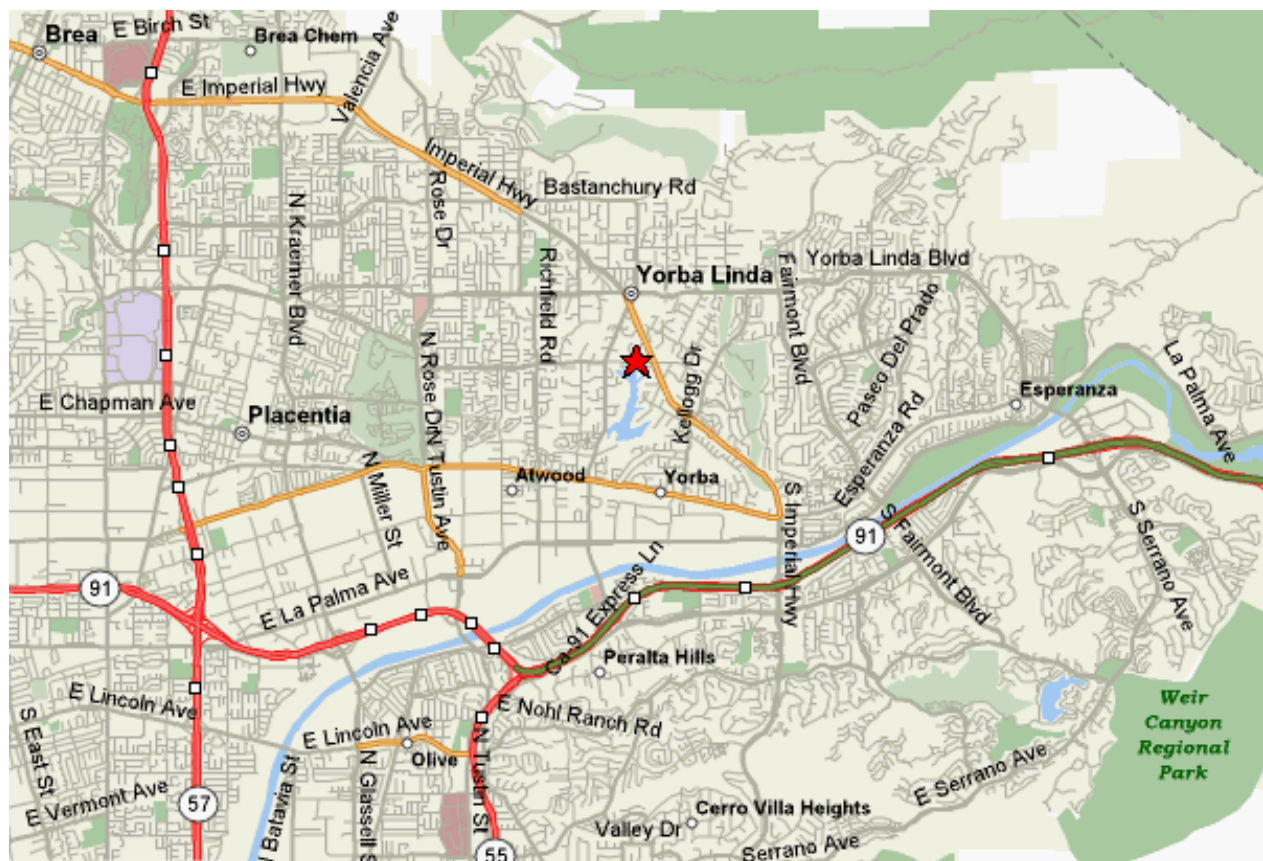 E Birch St
Brea
Brea Chem
Valencia Ave
E Imperial Hwy
Imperial Hwy
Bastanchury Rd
Rose Dr
N Kraemer Blvd
Richfield Rd
Yorba Linda
Fairmont Blvd
Yorba Linda Blvd
Paseo Del Prado
La Palma Ave
N Rose Dr
Kellogg Dr
Esperanza
E Chapman Ave
Placentia
Esperanza Rd
N Tustin Ave
N Miller St
Atwood
Yorba
S Imperial Hwy
91
S Fairmont Blvd
S Serrano Ave
91
E La Palma Ave
Ca-91 Express Ln
Peralta Hills
E Lincoln Ave
E Nohl Ranch Rd
Weir
Canyon
Regional
Park
S East St
E Lincoln Ave
Olive
N Tustin St
E Vermont Ave
57
N Batavia St
N Glassell S
Cerro Villa Heights
E Serrano Ave
Valley Dr
Serrano Ave
55